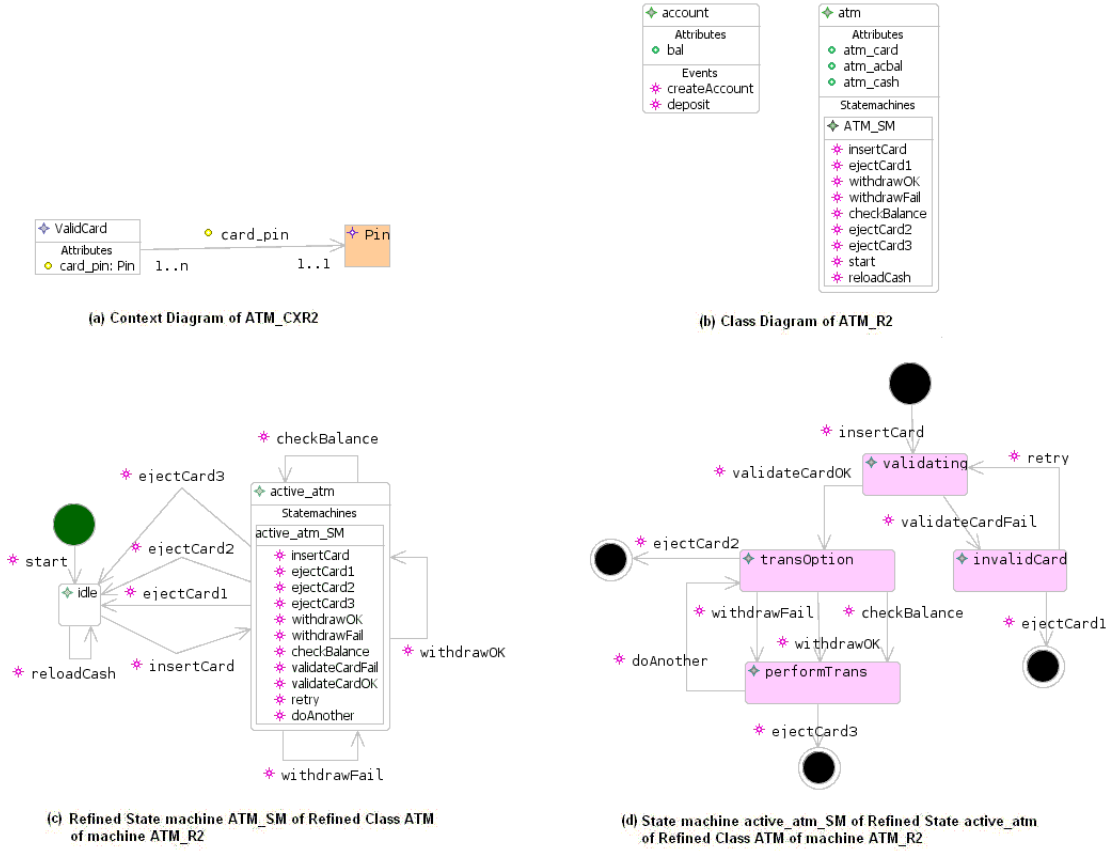 account
Attributes
bal
Events
createAccount
deposit
atm
Attributes
atm_card
atm_acbal
atm_cash
Statemachines
ATM_SM
insertCard
ejectCard1
withdrawOK
withdrawFail
checkBalance
ejectCard2
ejectCard3
start
reloadCash
ValidCard
Attributes
card_pin: Pin
card_pin
1..n
1..1
Pin
(a) Context Diagram of ATM_CXR2
(b) Class Diagram of ATM_R2
checkBalance
ejectCard3
ejectCard2
start
idle
ejectCard1
reloadCash
insertCard
active_atm
Statemachines
active_atm_SM
insertCard
ejectCard1
ejectCard2
ejectCard3
withdrawOK
withdrawFail
checkBalance
validateCardFail
validateCardOK
retry
doAnother
withdrawOK
withdrawFail
insertCard
validating
retry
validateCardOK
validateCardFail
ejectCard2
transOption
invalidCard
withdrawFail
checkBalance
ejectCard1
withdrawOK
doAnother
performTrans
ejectCard3
(c) Refined State machine ATM_SM of Refined Class ATM
of machine ATM_R2
(d) State machine active_atm_SM of Refined State active_atm
of Refined Class ATM of machine ATM_R2